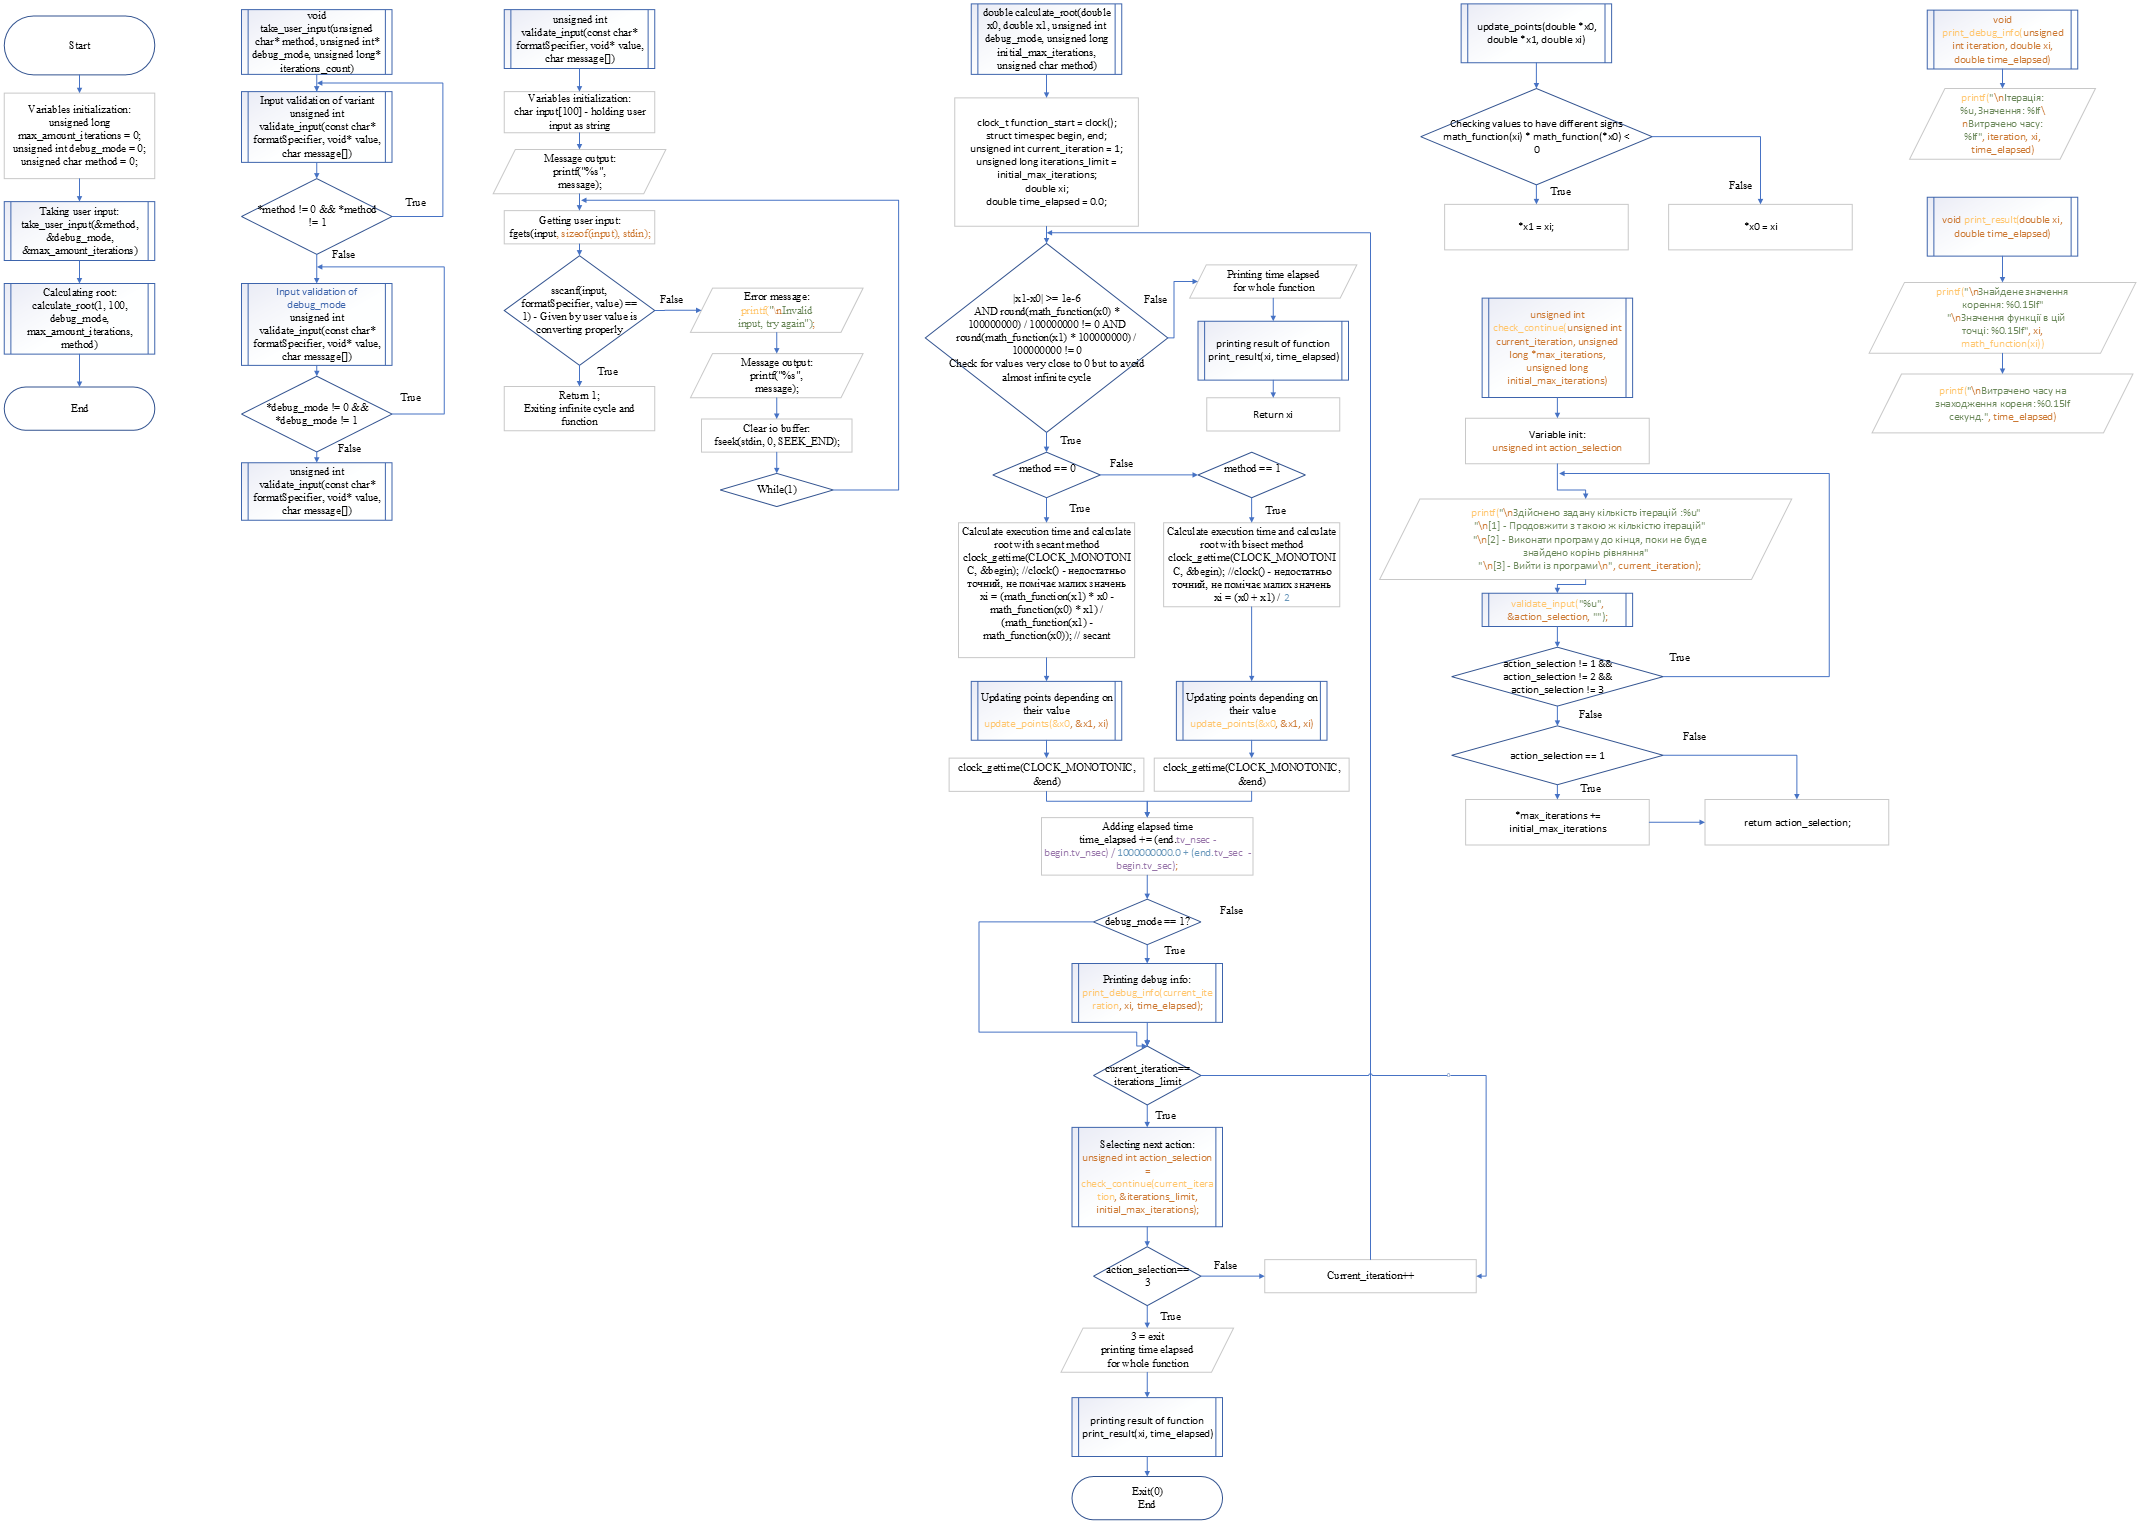 Start
Variables initialization:
unsigned long
max_amount_iterations = 0;
unsigned int debug_mode = 0;
unsigned char method = 0;
Taking user input:
take_user_input(&method,
&debug_mode,
&max_amount_iterations)
Calculating root:
calculate_root(1, 100,
debug_mode,
max_amount_iterations,
method)
End
void
take_user_input(unsigned
char* method, unsigned int*
debug_mode, unsigned long*
iterations_count)
Input validation of variant
unsigned int
validate_input(const char*
formatSpecifier, void* value,
char message[])
*method != 0 && *method
!= 1
True
False
Input validation of
debug_mode
unsigned int
validate_input(const char*
formatSpecifier, void* value,
char message[])
*debug_mode != 0 &&
*debug_mode != 1
True
False
unsigned int
validate_input(const char*
formatSpecifier, void* value,
char message[])
unsigned int
validate_input(const char*
formatSpecifier, void* value,
char message[])
Variables initialization:
char input[100] - holding user
input as string
Message output:
printf("%s",
message);
Getting user input:
fgets(input, sizeof(input), stdin);
sscanf(input,
formatSpecifier, value) ==
1) - Given by user value is
converting properly
False
True
Return 1;
Exiting infinite cycle and
function
Error message:
printf("\nInvalid
input, try again");
Message output:
printf("%s",
message);
Clear io buffer:
fseek(stdin, 0, SEEK_END);
While(1)
double calculate_root(double
x0, double x1, unsigned int
debug_mode, unsigned long
initial_max_iterations,
unsigned char method)
clock_t function_start = clock();
struct timespec begin, end;
unsigned int current_iteration = 1;
unsigned long iterations_limit =
initial_max_iterations;
double xi;
double time_elapsed = 0.0;
|x1-x0| >= 1e-6
AND round(math_function(x0) *
100000000) / 100000000 != 0 AND
round(math_function(x1) * 100000000) /
100000000 != 0
Check for values very close to 0 but to avoid
almost infinite cycle
False
True
Printing time elapsed
for whole function
printing result of function
print_result(xi, time_elapsed)
Return xi
method == 0
False
True
method == 1
True
Calculate execution time and calculate
root with secant method
clock_gettime(CLOCK_MONOTONI
C, &begin); //clock() - недостатньо
точний, не помічає малих значень
xi = (math_function(x1) * x0 -
math_function(x0) * x1) /
(math_function(x1) -
math_function(x0)); // secant
Calculate execution time and calculate
root with bisect method
clock_gettime(CLOCK_MONOTONI
C, &begin); //clock() - недостатньо
точний, не помічає малих значень
xi = (x0 + x1) / 2
Updating points depending on
their value
update_points(&x0, &x1, xi)
Updating points depending on
their value
update_points(&x0, &x1, xi)
clock_gettime(CLOCK_MONOTONIC,
&end)
clock_gettime(CLOCK_MONOTONIC,
&end)
Adding elapsed time
time_elapsed += (end.tv_nsec -
begin.tv_nsec) / 1000000000.0 + (end.tv_sec -
begin.tv_sec);
debug_mode == 1?
False
True
Printing debug info:
print_debug_info(current_ite
ration, xi, time_elapsed);
current_iteration==
iterations_limit
True
Selecting next action:
unsigned int action_selection
=
check_continue(current_itera
tion, &iterations_limit,
initial_max_iterations);
action_selection==
3
False
True
Current_iteration++
3 = exit
printing time elapsed
for whole function
printing result of function
print_result(xi, time_elapsed)
Exit(0)
End
update_points(double *x0,
double *x1, double xi)
Checking values to have different signs
math_function(xi) * math_function(*x0) <
0
True
False
*x1 = xi;
*x0 = xi
unsigned int
check_continue(unsigned int
current_iteration, unsigned
long *max_iterations,
unsigned long
initial_max_iterations)
Variable init:
unsigned int action_selection
printf("\nЗдійснено задану кількість ітерацій :%u"
"\n[1] - Продовжити з такою ж кількістю ітерацій"
"\n[2] - Виконати програму до кінця, поки не буде
знайдено корінь рівняння"
"\n[3] - Вийти із програми\n", current_iteration);
validate_input("%u",
&action_selection, "");
action_selection != 1 &&
action_selection != 2 &&
action_selection != 3
True
False
action_selection == 1
False
True
*max_iterations +=
initial_max_iterations
return action_selection;
void
print_debug_info(unsigned
int iteration, double xi,
double time_elapsed)
printf("\nІтерація:
%u, Значення: %lf\
nВитрачено часу:
%lf", iteration, xi,
time_elapsed)
void print_result(double xi,
double time_elapsed)
printf("\nЗнайдене значення
корення: %0.15lf"
"\nЗначення функції в цій
точці: %0.15lf", xi,
math_function(xi))
printf("\nВитрачено часу на
знаходження кореня: %0.15lf
секунд.", time_elapsed)